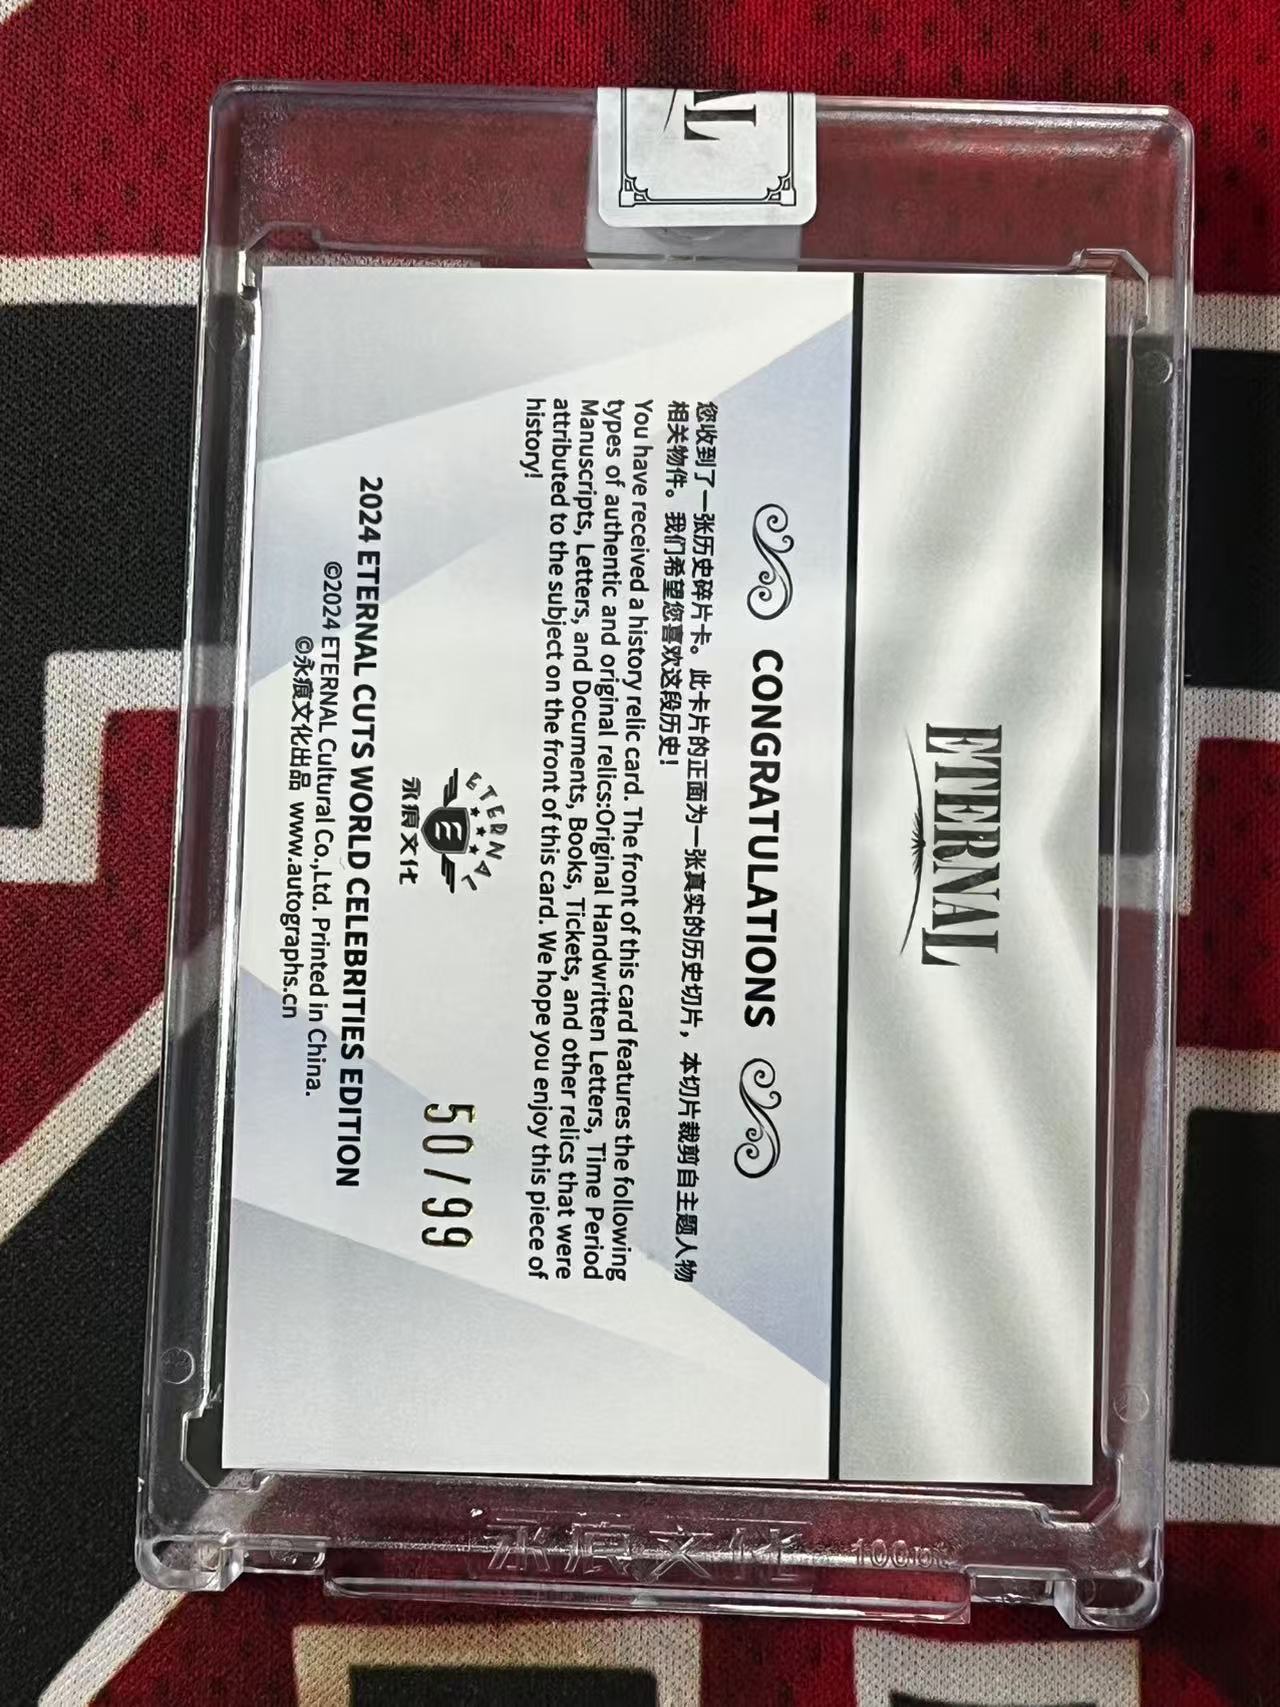 ETERNAL
CONGRATULATIONS
您收到了一张历史碎片卡。此卡片的正面为一张真实的历史切片，本切片裁剪自主题人物
相关物件。我们希望您喜欢这段历史！
You have received a history relic card. The front of this card features the following
types of authentic and original relics:Original Handwritten Letters, Time Period
Manuscripts, Letters, and Documents, Books, Tickets, and other relics that were
attributed to the subject on the front of this card. We hope you enjoy this piece of
history!
ETERNAL
E
永痕文化
50/99
2024 ETERNAL CUTS WORLD CELEBRITIES EDITION
©2024 ETERNAL Cultural Co.,Ltd. Printed in China.
©永痕文化出品 www.autographs.cn
NAL
永痕文化 100pt